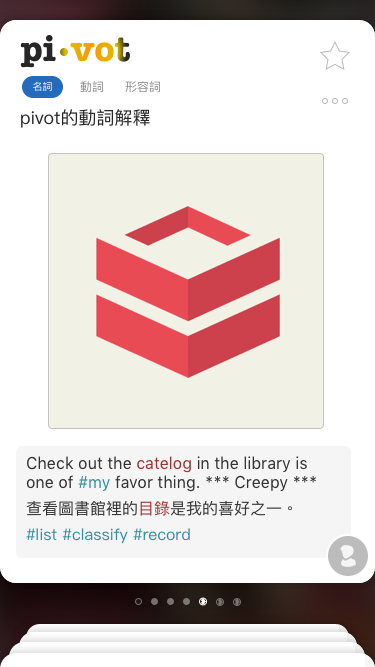 pi·vot
名詞 動詞 形容詞
pivot的動詞解釋
Check out the catelog in the library is
one of #my favor thing. *** Creepy ***
查看圖書館裡的目錄是我的喜好之一。
#list #classify #record